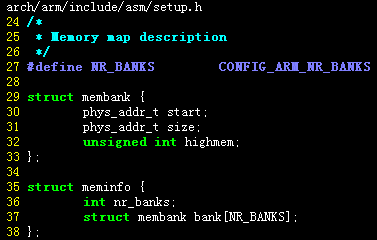 arch/arm/include/asm/setup.h
24 /*
25  * Memory map description
26  */
27 #define NR_BANKS        CONFIG_ARM_NR_BANKS
28
29 struct membank {
30         phys_addr_t start;
31         phys_addr_t size;
32         unsigned int highmem;
33 };
34
35 struct meminfo {
36         int nr_banks;
37         struct membank bank[NR_BANKS];
38 };